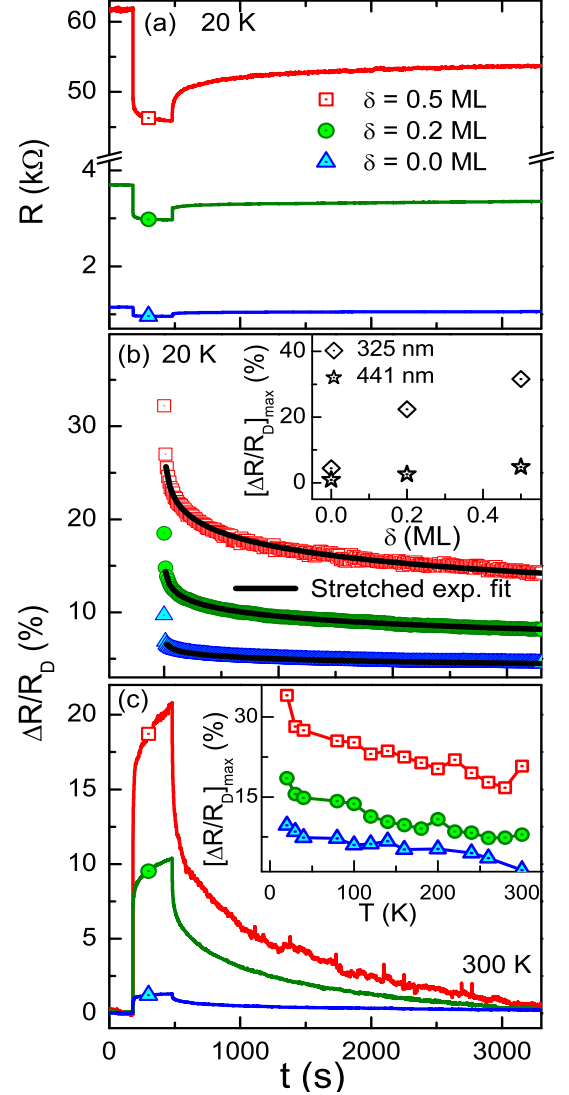 60
(a)
20 K
50
δ = 0.5 ML
δ = 0.2 ML
δ = 0.0 ML
4
2
R (kΩ)
(b)
20 K
325 nm
441 nm
40
20
0
[ΔR/R_D]_max (%)
0.0
0.2
0.4
δ (ML)
30
20
10
Stretched exp. fit
ΔR/R_D (%)
(c)
[ΔR/R_D]_max (%)
30
15
0
100
200
300
T (K)
20
15
10
5
0
300 K
0
1000
2000
3000
t (s)